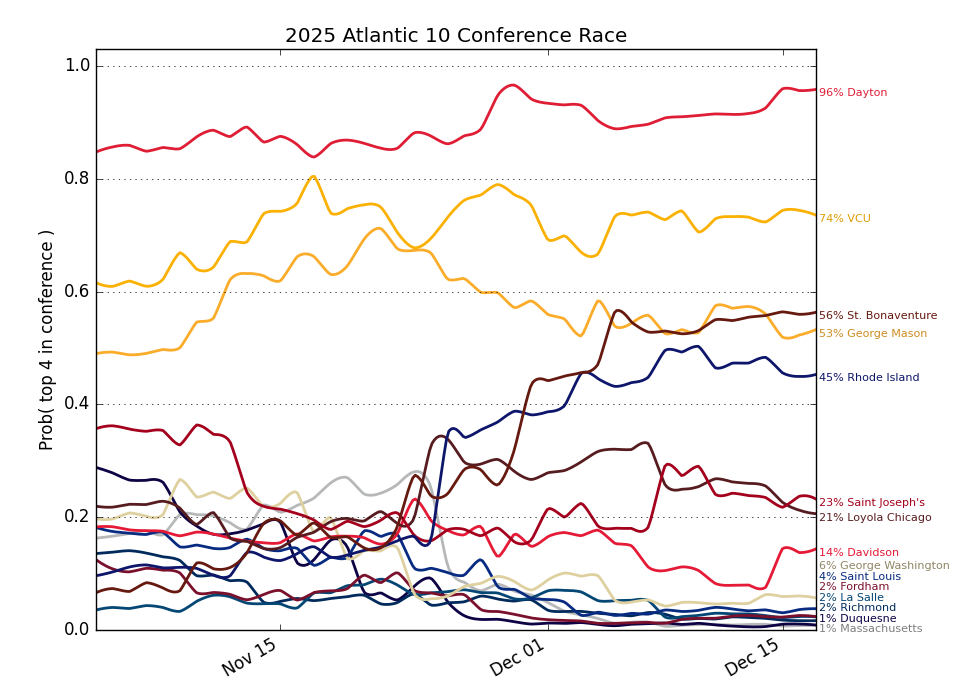 2025 Atlantic 10 Conference Race
Prob( top 4 in conference )
1.0
0.8
0.6
0.4
0.2
0.0
Nov 15
Dec 01
Dec 15
96% Dayton
74% VCU
56% St. Bonaventure
53% George Mason
45% Rhode Island
23% Saint Joseph's
21% Loyola Chicago
14% Davidson
6% George Washington
4% Saint Louis
2% Fordham
2% La Salle
2% Richmond
1% Duquesne
1% Massachusetts